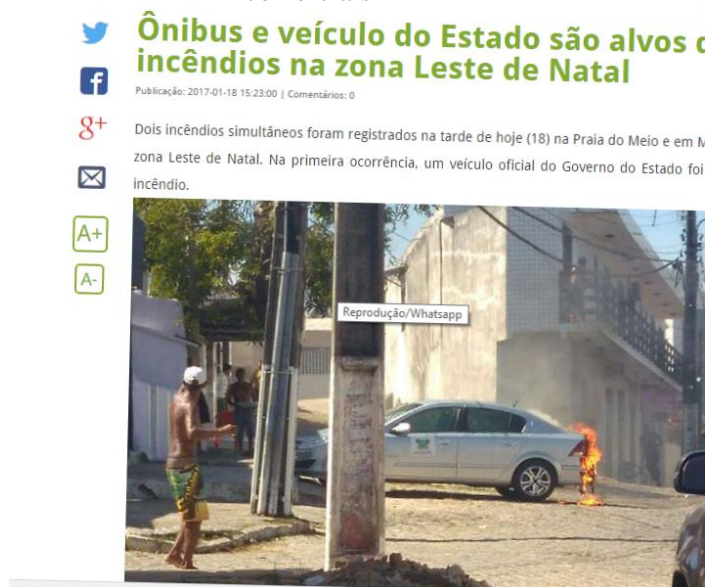 Ônibus e veículo do Estado são alvos d
incêndios na zona Leste de Natal
Publicação: 2017-01-18 15:23:00 | Comentários: 0
Dois incêndios simultâneos foram registrados na tarde de hoje (18) na Praia do Meio e em M
zona Leste de Natal. Na primeira ocorrência, um veículo oficial do Governo do Estado foi
incêndio.
A+
A-
Reprodução/Whatsapp